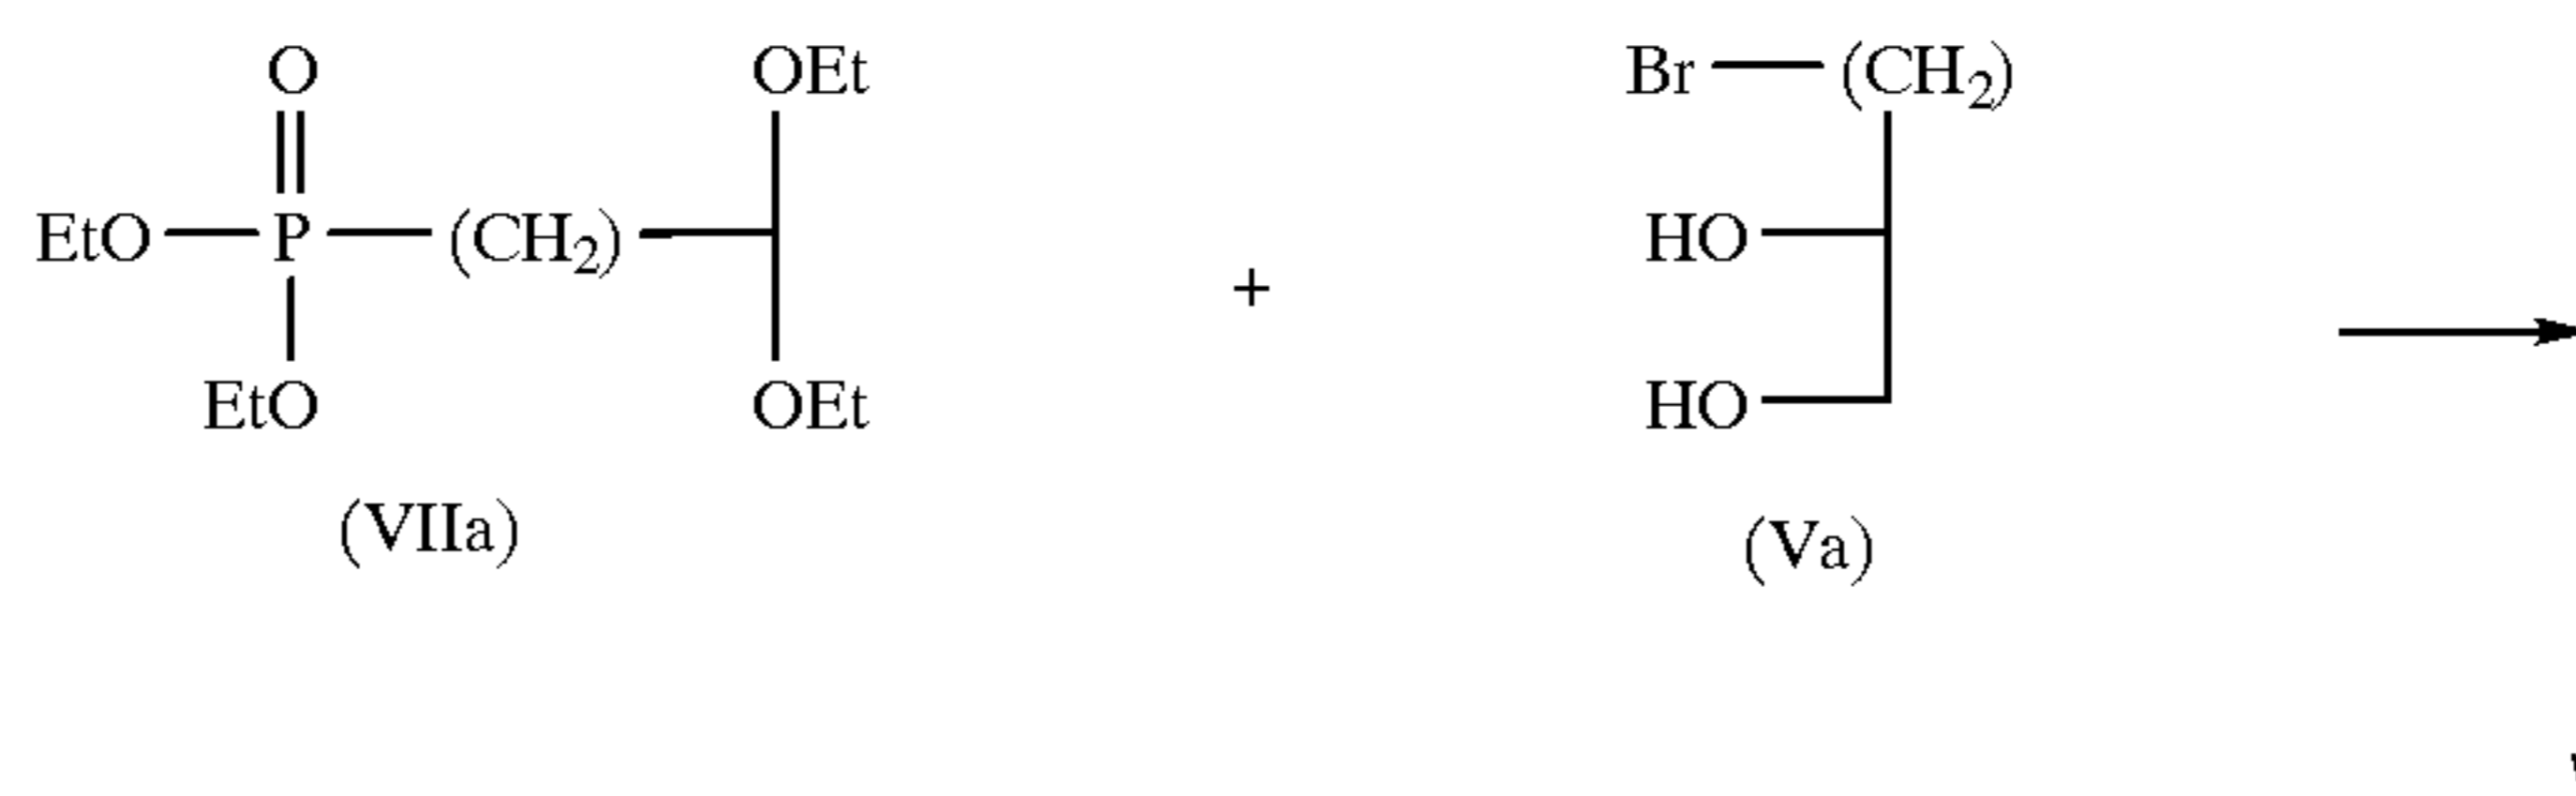 O OEt Br (CH2)
EtO P (CH2) HO
+
EtO OEt HO
(VIIa) (Va)